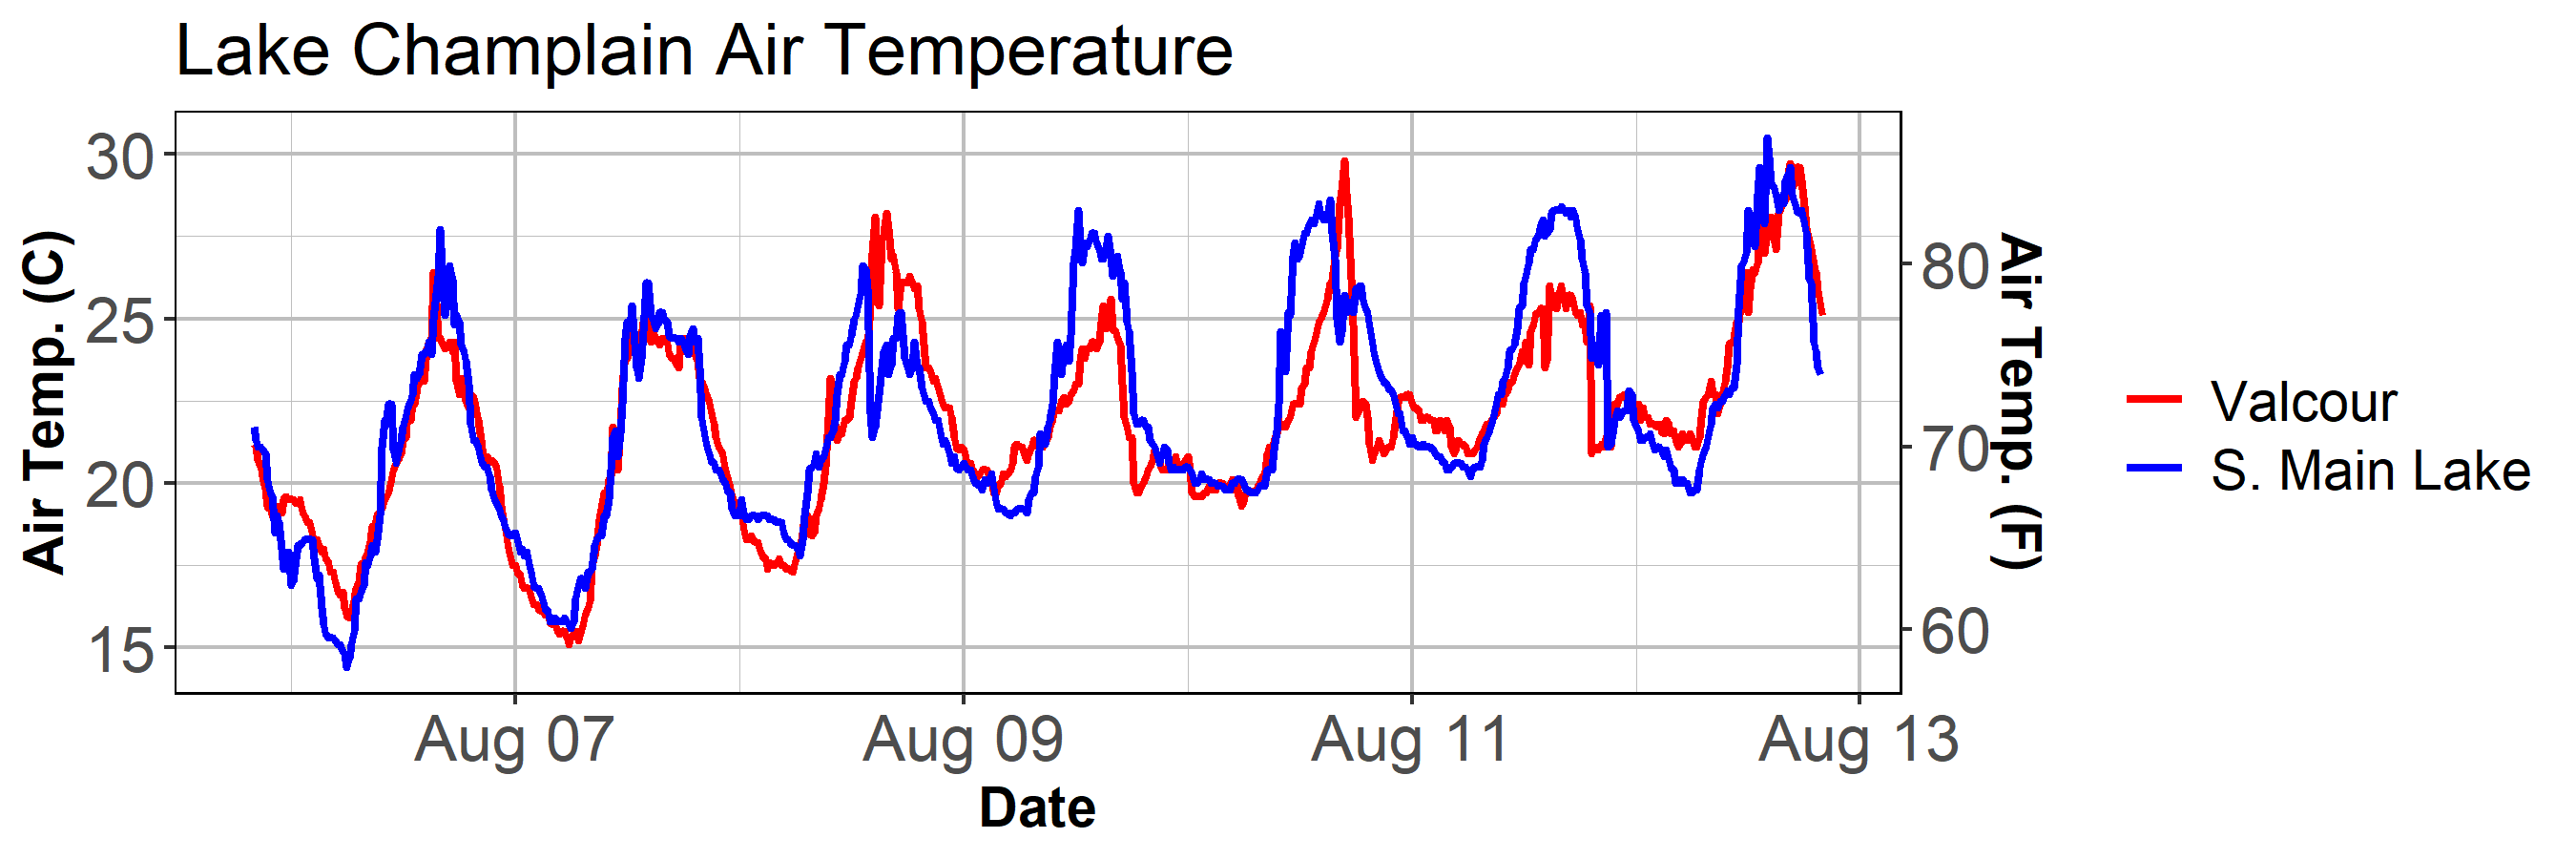 Lake Champlain Air Temperature
Air Temp. (C)
30
25
20
15
80
70
60
Air Temp. (F)
Aug 07
Aug 09
Aug 11
Aug 13
Date
Valcour
S. Main Lake